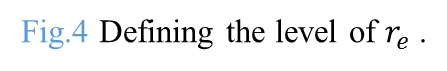 Fig.4 Defining the level of rₑ .